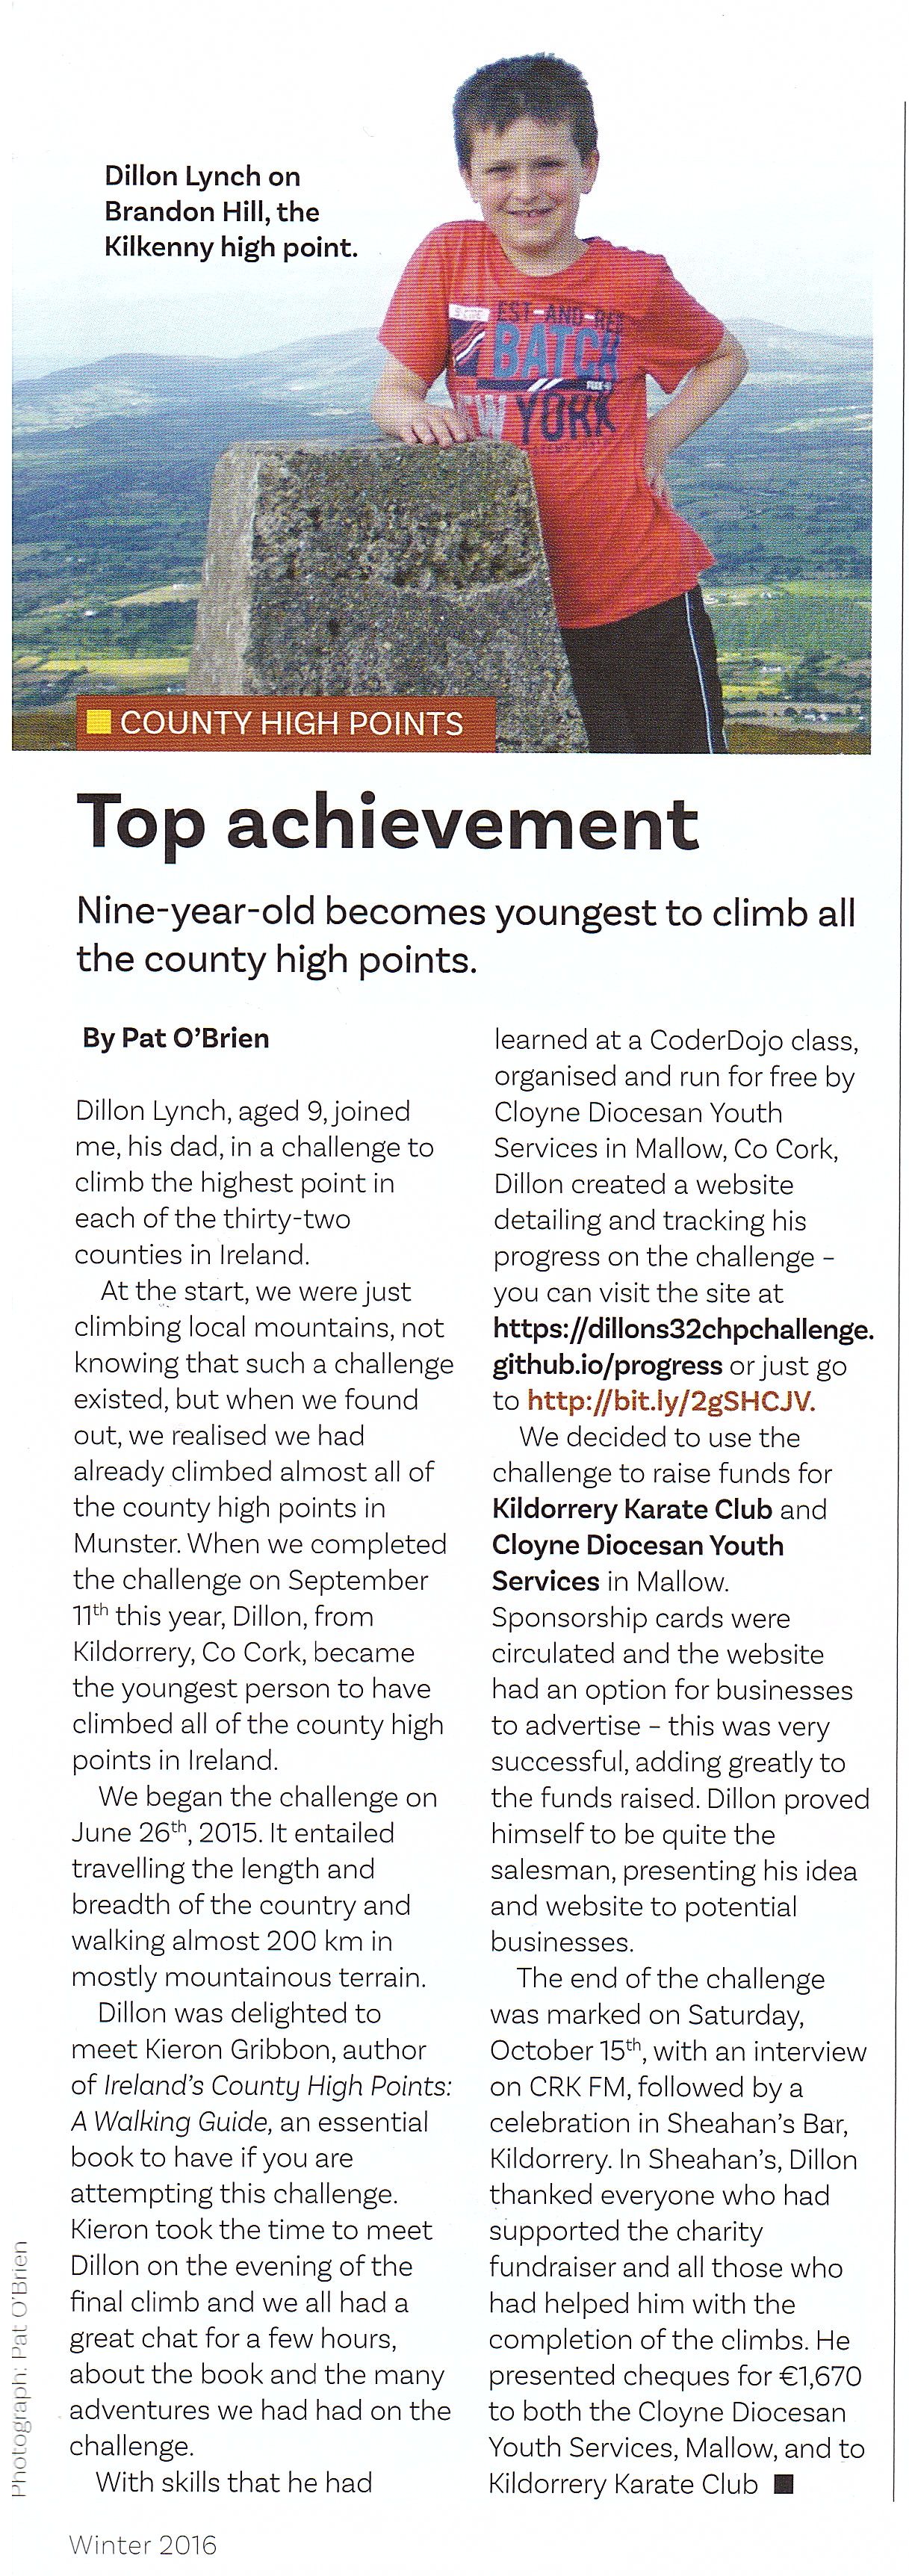 Dillon Lynch on
Brandon Hill, the
Kilkenny high point.
EST-AND-REF
BATCH
YORK
COUNTY HIGH POINTS
Top achievement
Nine-year-old becomes youngest to climb all
the county high points.
By Pat O’Brien
Dillon Lynch, aged 9, joined
me, his dad, in a challenge to
climb the highest point in
each of the thirty-two
counties in Ireland.
At the start, we were just
climbing local mountains, not
knowing that such a challenge
existed, but when we found
out, we realised we had
already climbed almost all of
the county high points in
Munster. When we completed
the challenge on September
11th this year, Dillon, from
Kildorrery, Co Cork, became
the youngest person to have
climbed all of the county high
points in Ireland.
We began the challenge on
June 26th, 2015. It entailed
travelling the length and
breadth of the country and
walking almost 200 km in
mostly mountainous terrain.
Dillon was delighted to
meet Kieron Gribbon, author
of Ireland’s County High Points:
A Walking Guide, an essential
book to have if you are
attempting this challenge.
Kieron took the time to meet
Dillon on the evening of the
final climb and we all had a
great chat for a few hours,
about the book and the many
adventures we had had on the
challenge.
With skills that he had
learned at a CoderDojo class,
organised and run for free by
Cloyne Diocesan Youth
Services in Mallow, Co Cork,
Dillon created a website
detailing and tracking his
progress on the challenge –
you can visit the site at
https://dillons32chpchallenge.
github.io/progress or just go
to http://bit.ly/2gSHCJV.
We decided to use the
challenge to raise funds for
Kildorrery Karate Club and
Cloyne Diocesan Youth
Services in Mallow.
Sponsorship cards were
circulated and the website
had an option for businesses
to advertise – this was very
successful, adding greatly to
the funds raised. Dillon proved
himself to be quite the
salesman, presenting his idea
and website to potential
businesses.
The end of the challenge
was marked on Saturday,
October 15th, with an interview
on CRK FM, followed by a
celebration in Sheahan’s Bar,
Kildorrery. In Sheahan’s, Dillon
thanked everyone who had
supported the charity
fundraiser and all those who
had helped him with the
completion of the climbs. He
presented cheques for €1,670
to both the Cloyne Diocesan
Youth Services, Mallow, and to
Kildorrery Karate Club
Photograph: Pat O’Brien
Winter 2016